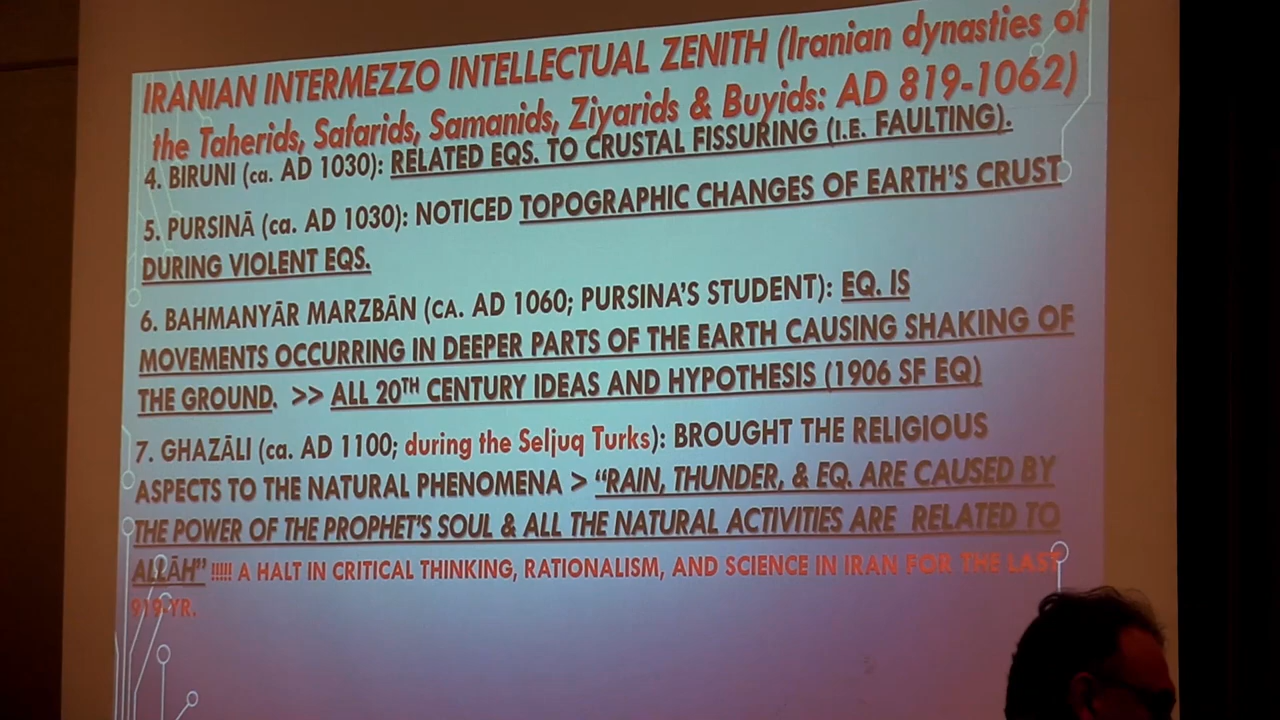 IRANIAN INTERMEZZO INTELLECTUAL ZENITH (Iranian dynasties of
the Taherids, Safarids, Samanids, Ziyarids & Buyids: AD 819-1062)
4. BIRUNI (ca. AD 1030): RELATED EQS. TO CRUSTAL FISSURING (I.E. FAULTING).
5. PURSINĀ (ca. AD 1030): NOTICED TOPOGRAPHIC CHANGES OF EARTH'S CRUST
DURING VIOLENT EQS.
6. BAHMANYĀR MARZBĀN (CA. AD 1060; PURSINA'S STUDENT): EQ. IS
MOVEMENTS OCCURRING IN DEEPER PARTS OF THE EARTH CAUSING SHAKING OF
THE GROUND. >> ALL 20TH CENTURY IDEAS AND HYPOTHESIS (1906 SF EQ)
7. GHAZĀLI (ca. AD 1100; during the Seljuq Turks): BROUGHT THE RELIGIOUS
ASPECTS TO THE NATURAL PHENOMENA > "RAIN, THUNDER, & EQ. ARE CAUSED BY
THE POWER OF THE PROPHET'S SOUL & ALL THE NATURAL ACTIVITIES ARE RELATED TO
ALLĀH" !!!!! A HALT IN CRITICAL THINKING, RATIONALISM, AND SCIENCE IN IRAN FOR THE LAST
919-YR.